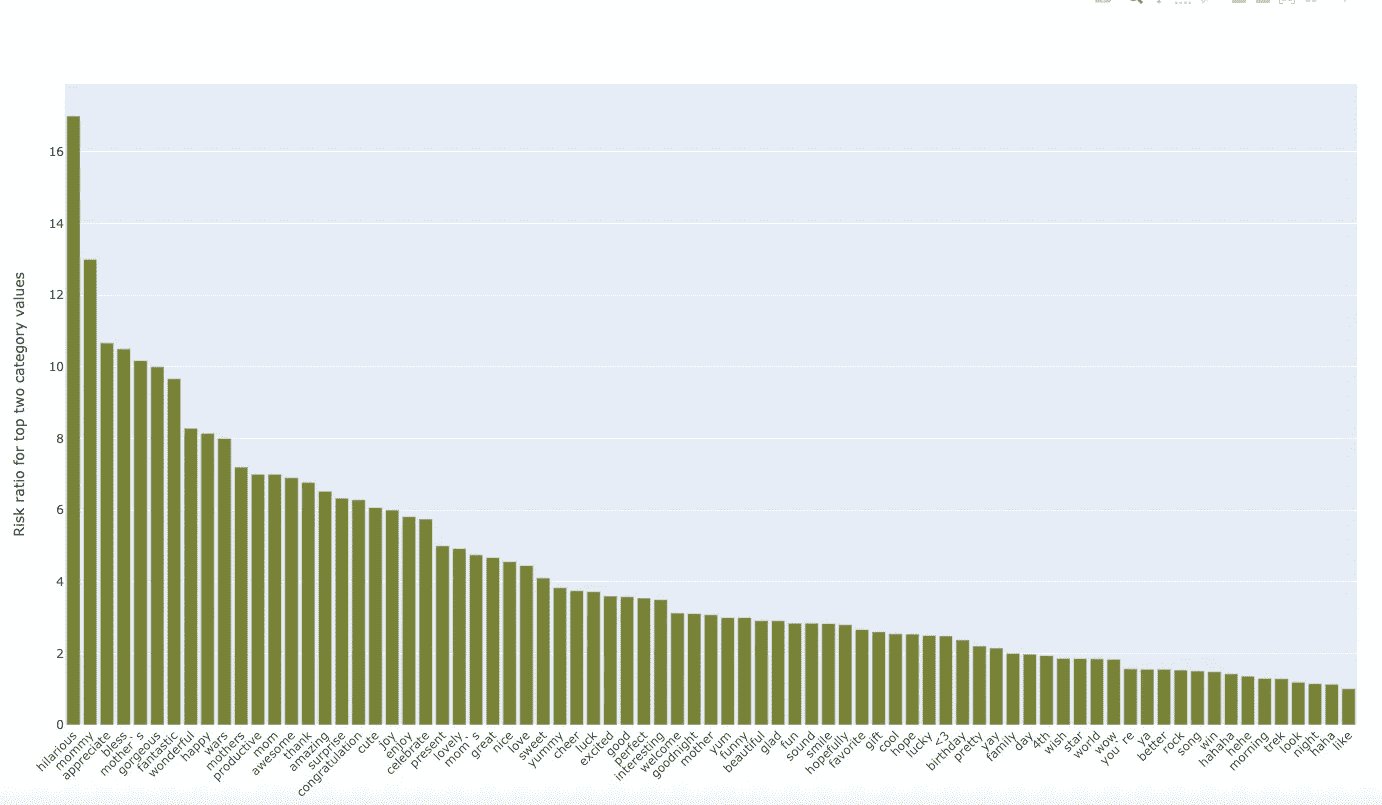 Risk ratio for top two category values
16
14
12
10
8
6
4
2
0
hilarious
mommy
appreciate
bless
mother`s
gorgeous
fantastic
wonderful
happy
wars
mothers
productive
mom
awesome
thank
amazing
surprise
congratulation
cute
joy
enjoy
celebrate
present
lovely
mom`s
great
nice
love
sweet
yummy
cheer
luck
excited
good
perfect
interesting
welcome
goodnight
mother
yum
funny
beautiful
glad
fun
sound
smile
hopefully
favorite
gift
cool
hope
lucky
<3
birthday
pretty
yay
family
day
4th
wish
star
world
wow
you`re
ya
better
rock
song
win
hahaha
hehe
morning
trek
look
night
haha
like